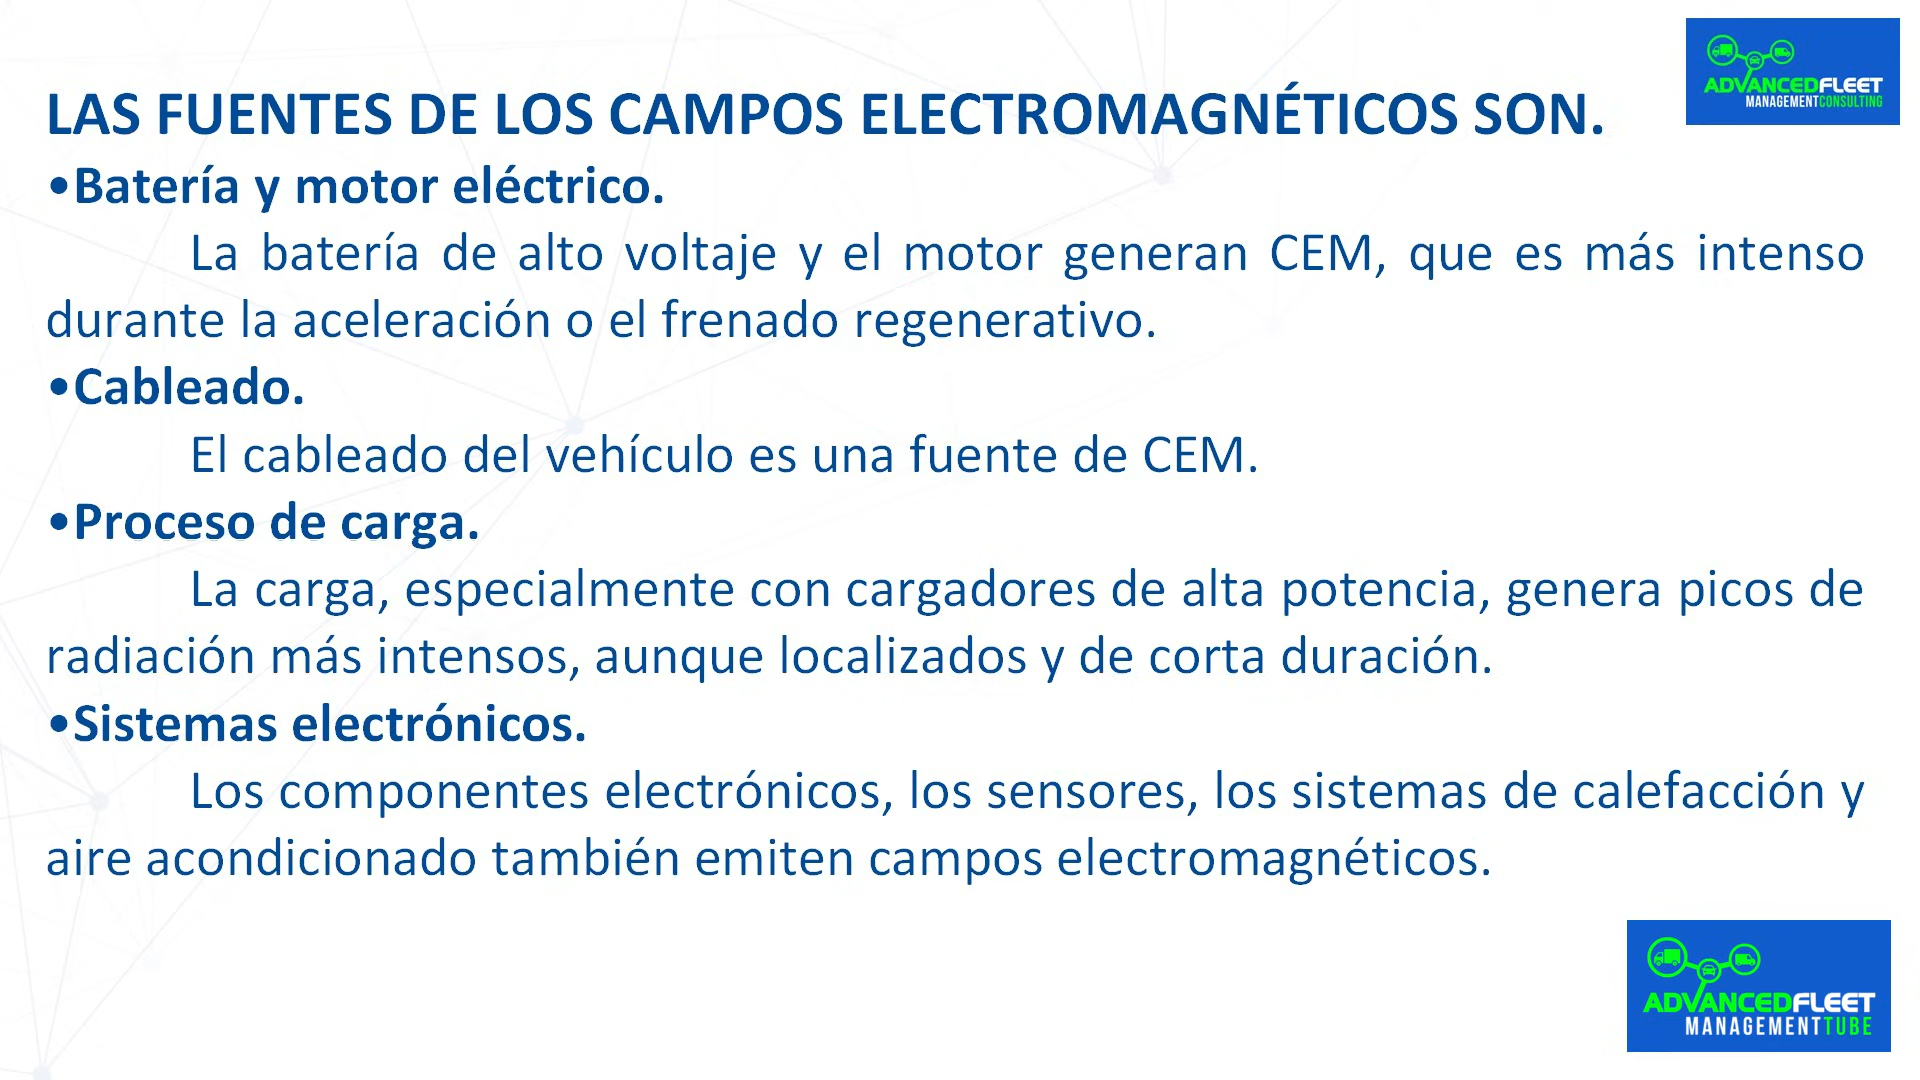 ADVANCEDFLEET
MANAGEMENTCONSULTING
LAS FUENTES DE LOS CAMPOS ELECTROMAGNÉTICOS SON.
•Batería y motor eléctrico.
La batería de alto voltaje y el motor generan CEM, que es más intenso
durante la aceleración o el frenado regenerativo.
•Cableado.
El cableado del vehículo es una fuente de CEM.
•Proceso de carga.
La carga, especialmente con cargadores de alta potencia, genera picos de
radiación más intensos, aunque localizados y de corta duración.
•Sistemas electrónicos.
Los componentes electrónicos, los sensores, los sistemas de calefacción y
aire acondicionado también emiten campos electromagnéticos.
ADVANCEDFLEET
MANAGEMENTTUBE